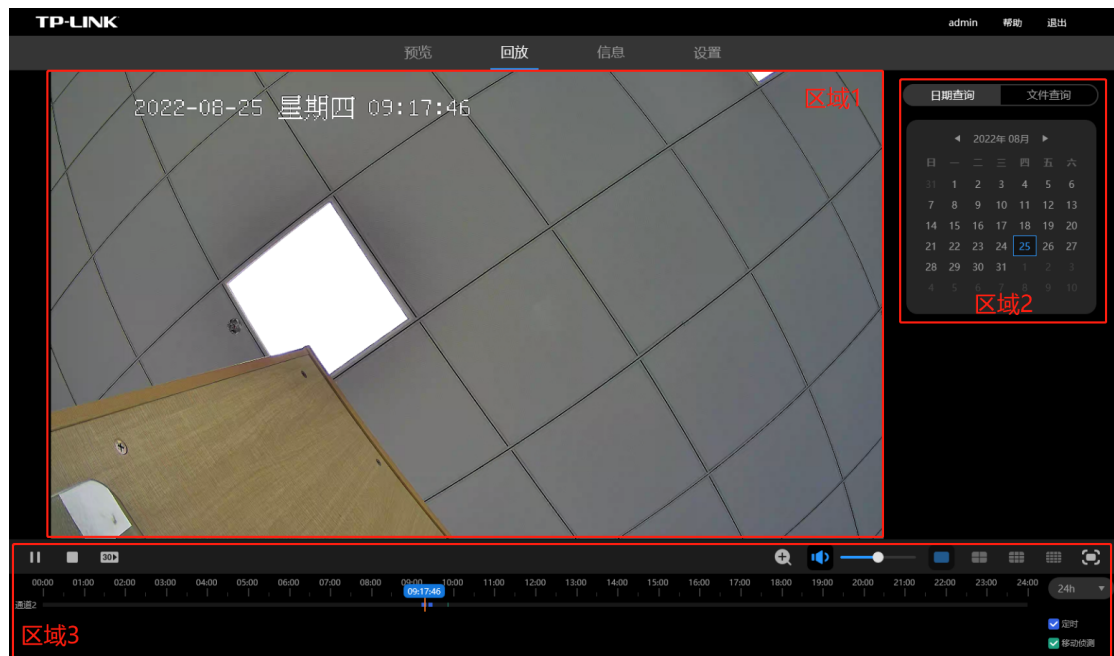 TP-LINK
admin 帮助 退出
预览 回放 信息 设置
2022-08-25 星期四 09:17:46
区域1
日期查询 文件查询
2022年 08月
日 一 二 三 四 五 六
31 1 2 3 4 5 6
7 8 9 10 11 12 13
14 15 16 17 18 19 20
21 22 23 24 25 26 27
28 29 30 31 1 2 3
4 5 6 7 8 9 10
区域2
30
00:00 01:00 02:00 03:00 04:00 05:00 06:00 07:00 08:00 09:00 10:00 11:00 12:00 13:00 14:00 15:00 16:00 17:00 18:00 19:00 20:00 21:00 22:00 23:00 24:00
24h
09:17:46
通道2
区域3
定时
移动侦测